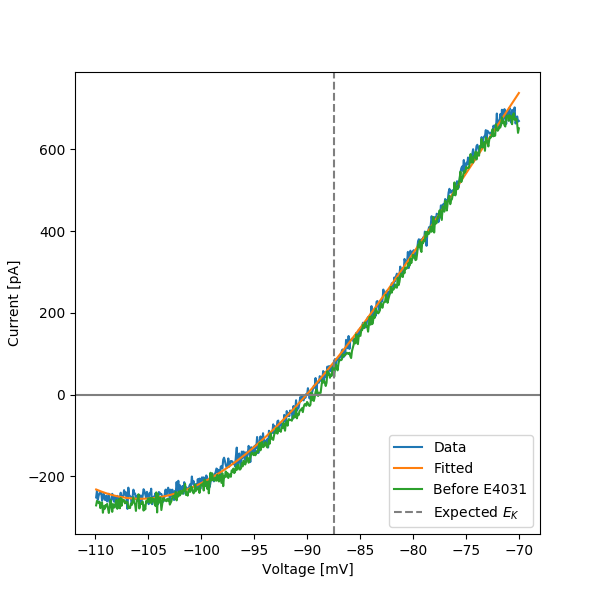 600
400
200
0
−200
−110
−105
−100
−95
−90
−85
−80
−75
−70
Voltage [mV]
Current [pA]
Data
Fitted
Before E4031
Expected E_K